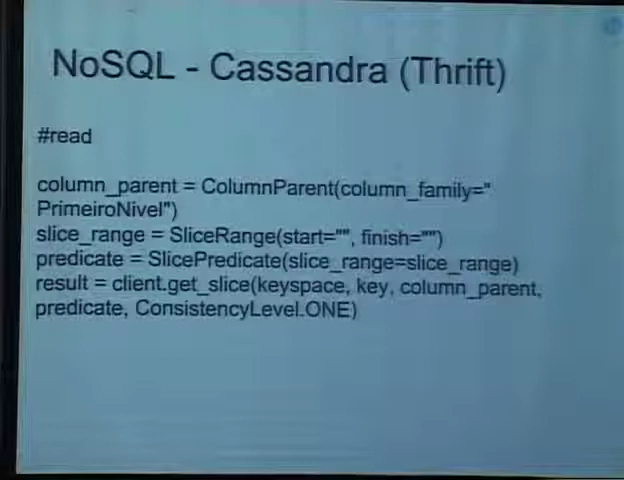 NoSQL - Cassandra (Thrift)
#read
column_parent = ColumnParent(column_family="
PrimeiroNivel")
slice_range = SliceRange(start="", finish="")
predicate = SlicePredicate(slice_range=slice_range)
result = client.get_slice(keyspace, key, column_parent,
predicate, ConsistencyLevel.ONE)